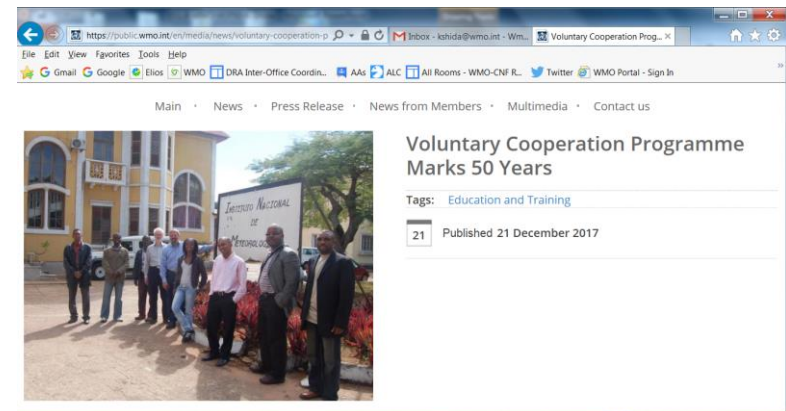 https://public.wmo.int/en/media/news/voluntary-cooperation-p
Inbox - kshida@wmo.int - Wm...
Voluntary Cooperation Prog...
File Edit View Favorites Tools Help
Gmail Google Elios WMO DRA Inter-Office Coordin... AAs ALC All Rooms - WMO-CNF R... Twitter WMO Portal - Sign In
Main · News · Press Release · News from Members · Multimedia · Contact us
Voluntary Cooperation Programme
Marks 50 Years
Tags: Education and Training
21 Published 21 December 2017
INSTITUTO NACIONAL
DE